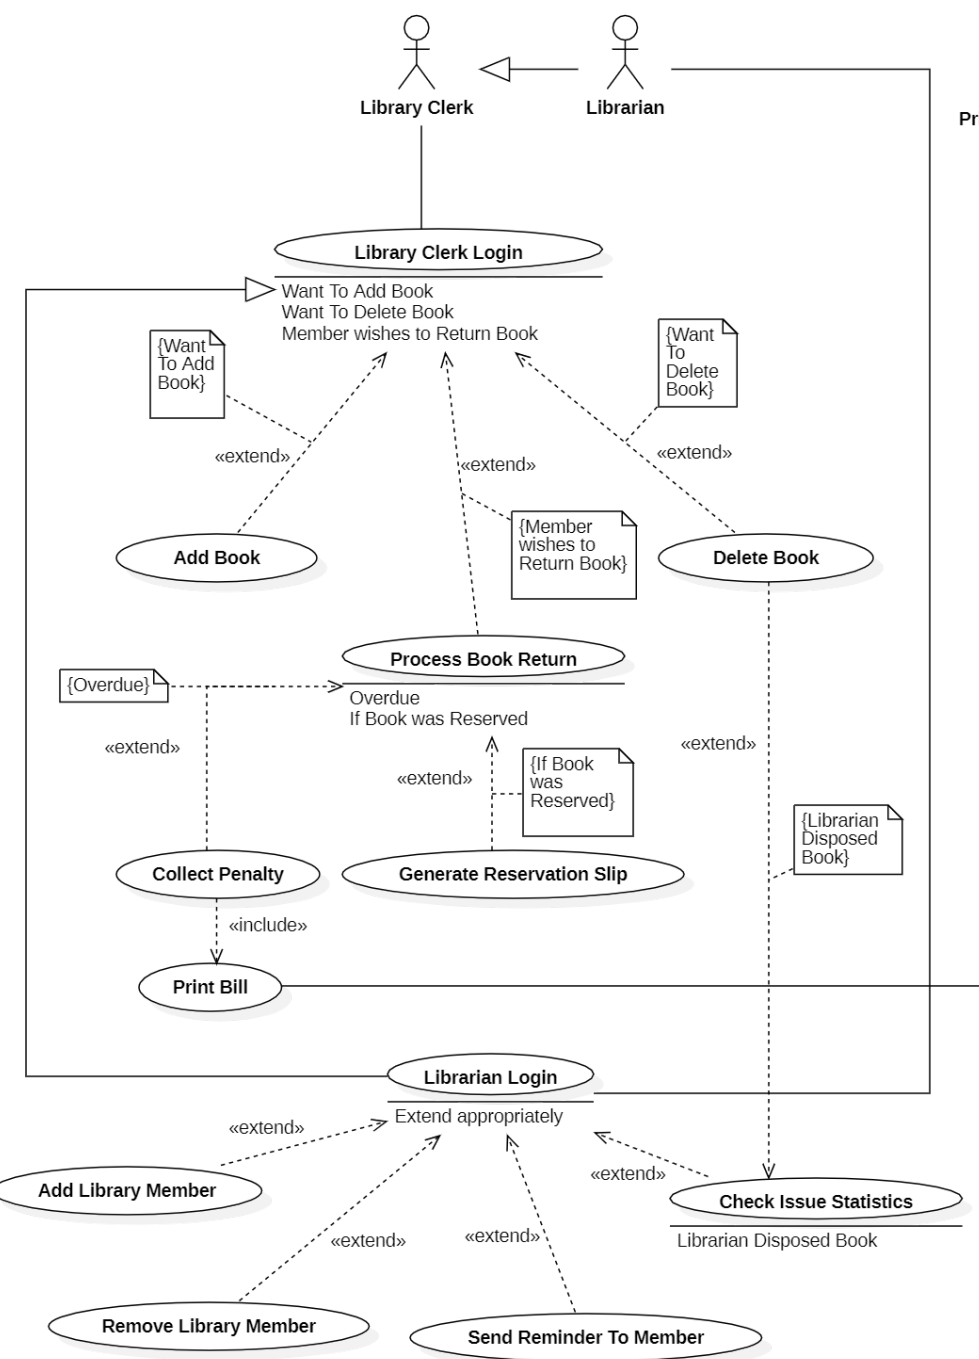 Library Clerk
Librarian
Pr
Library Clerk Login
Want To Add Book
Want To Delete Book
Member wishes to Return Book
{Want
To Add
Book}
{Want
To
Delete
Book}
«extend»
«extend»
«extend»
{Member
wishes to
Return Book}
Add Book
Delete Book
Process Book Return
{Overdue}
Overdue
If Book was Reserved
«extend»
«extend»
«extend»
{If Book
was
Reserved}
{Librarian
Disposed
Book}
Collect Penalty
Generate Reservation Slip
«include»
Print Bill
Librarian Login
Extend appropriately
«extend»
«extend»
Add Library Member
Check Issue Statistics
Librarian Disposed Book
«extend»
«extend»
Remove Library Member
Send Reminder To Member